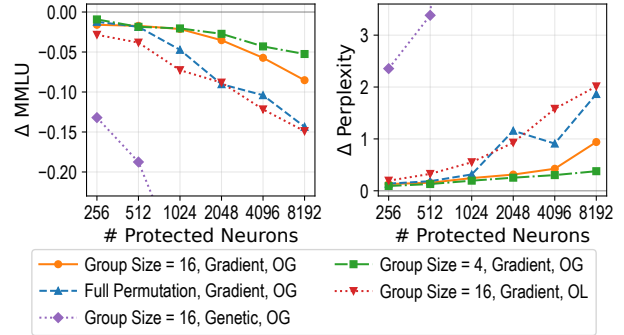 0.00
−0.05
−0.10
−0.15
−0.20
Δ MMLU
256 512 1024 2048 4096 8192
# Protected Neurons
3
2
1
0
Δ Perplexity
256 512 1024 2048 4096 8192
# Protected Neurons
Group Size = 16, Gradient, OG
Full Permutation, Gradient, OG
Group Size = 16, Genetic, OG
Group Size = 4, Gradient, OG
Group Size = 16, Gradient, OL